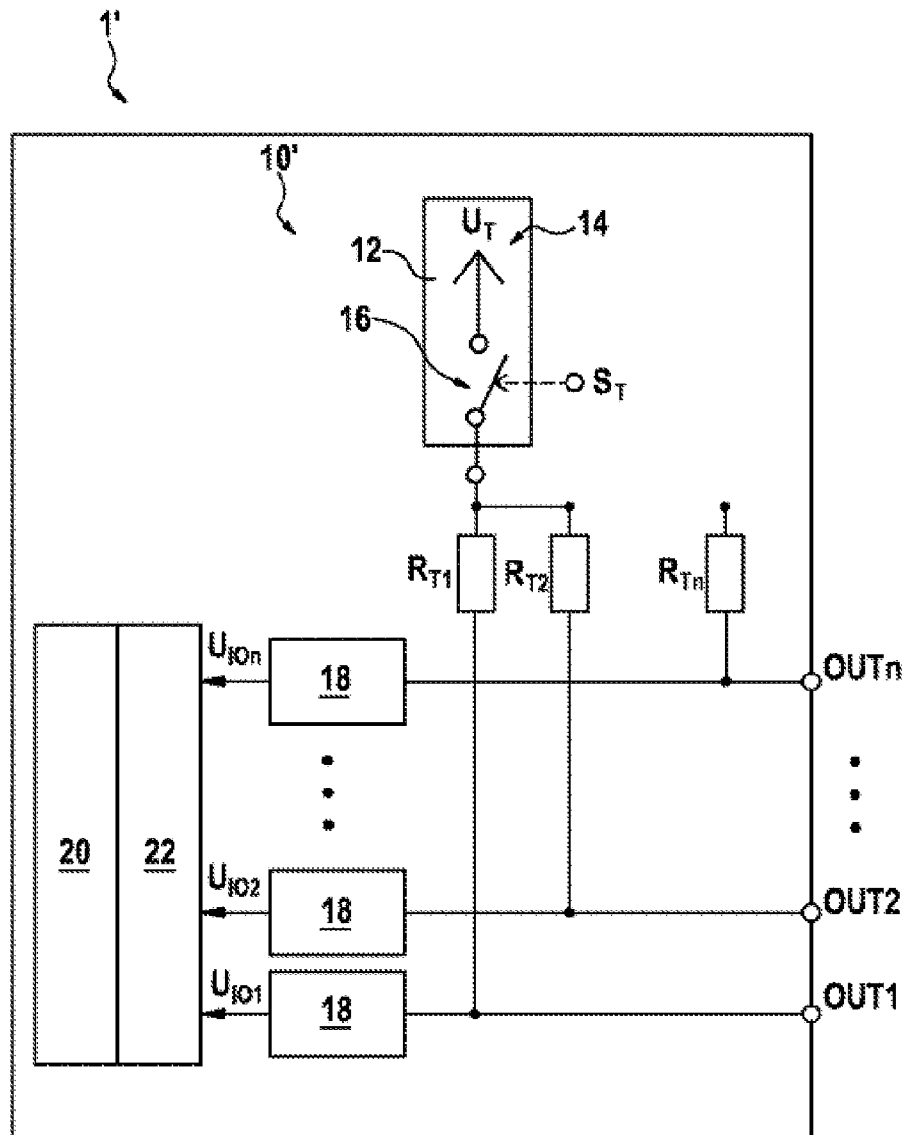 1'
10'
U_T
14
12
16
S_T
R_T1
R_T2
R_Tn
U_IOn
18
OUTn
20
22
U_IO2
18
OUT2
U_IO1
18
OUT1